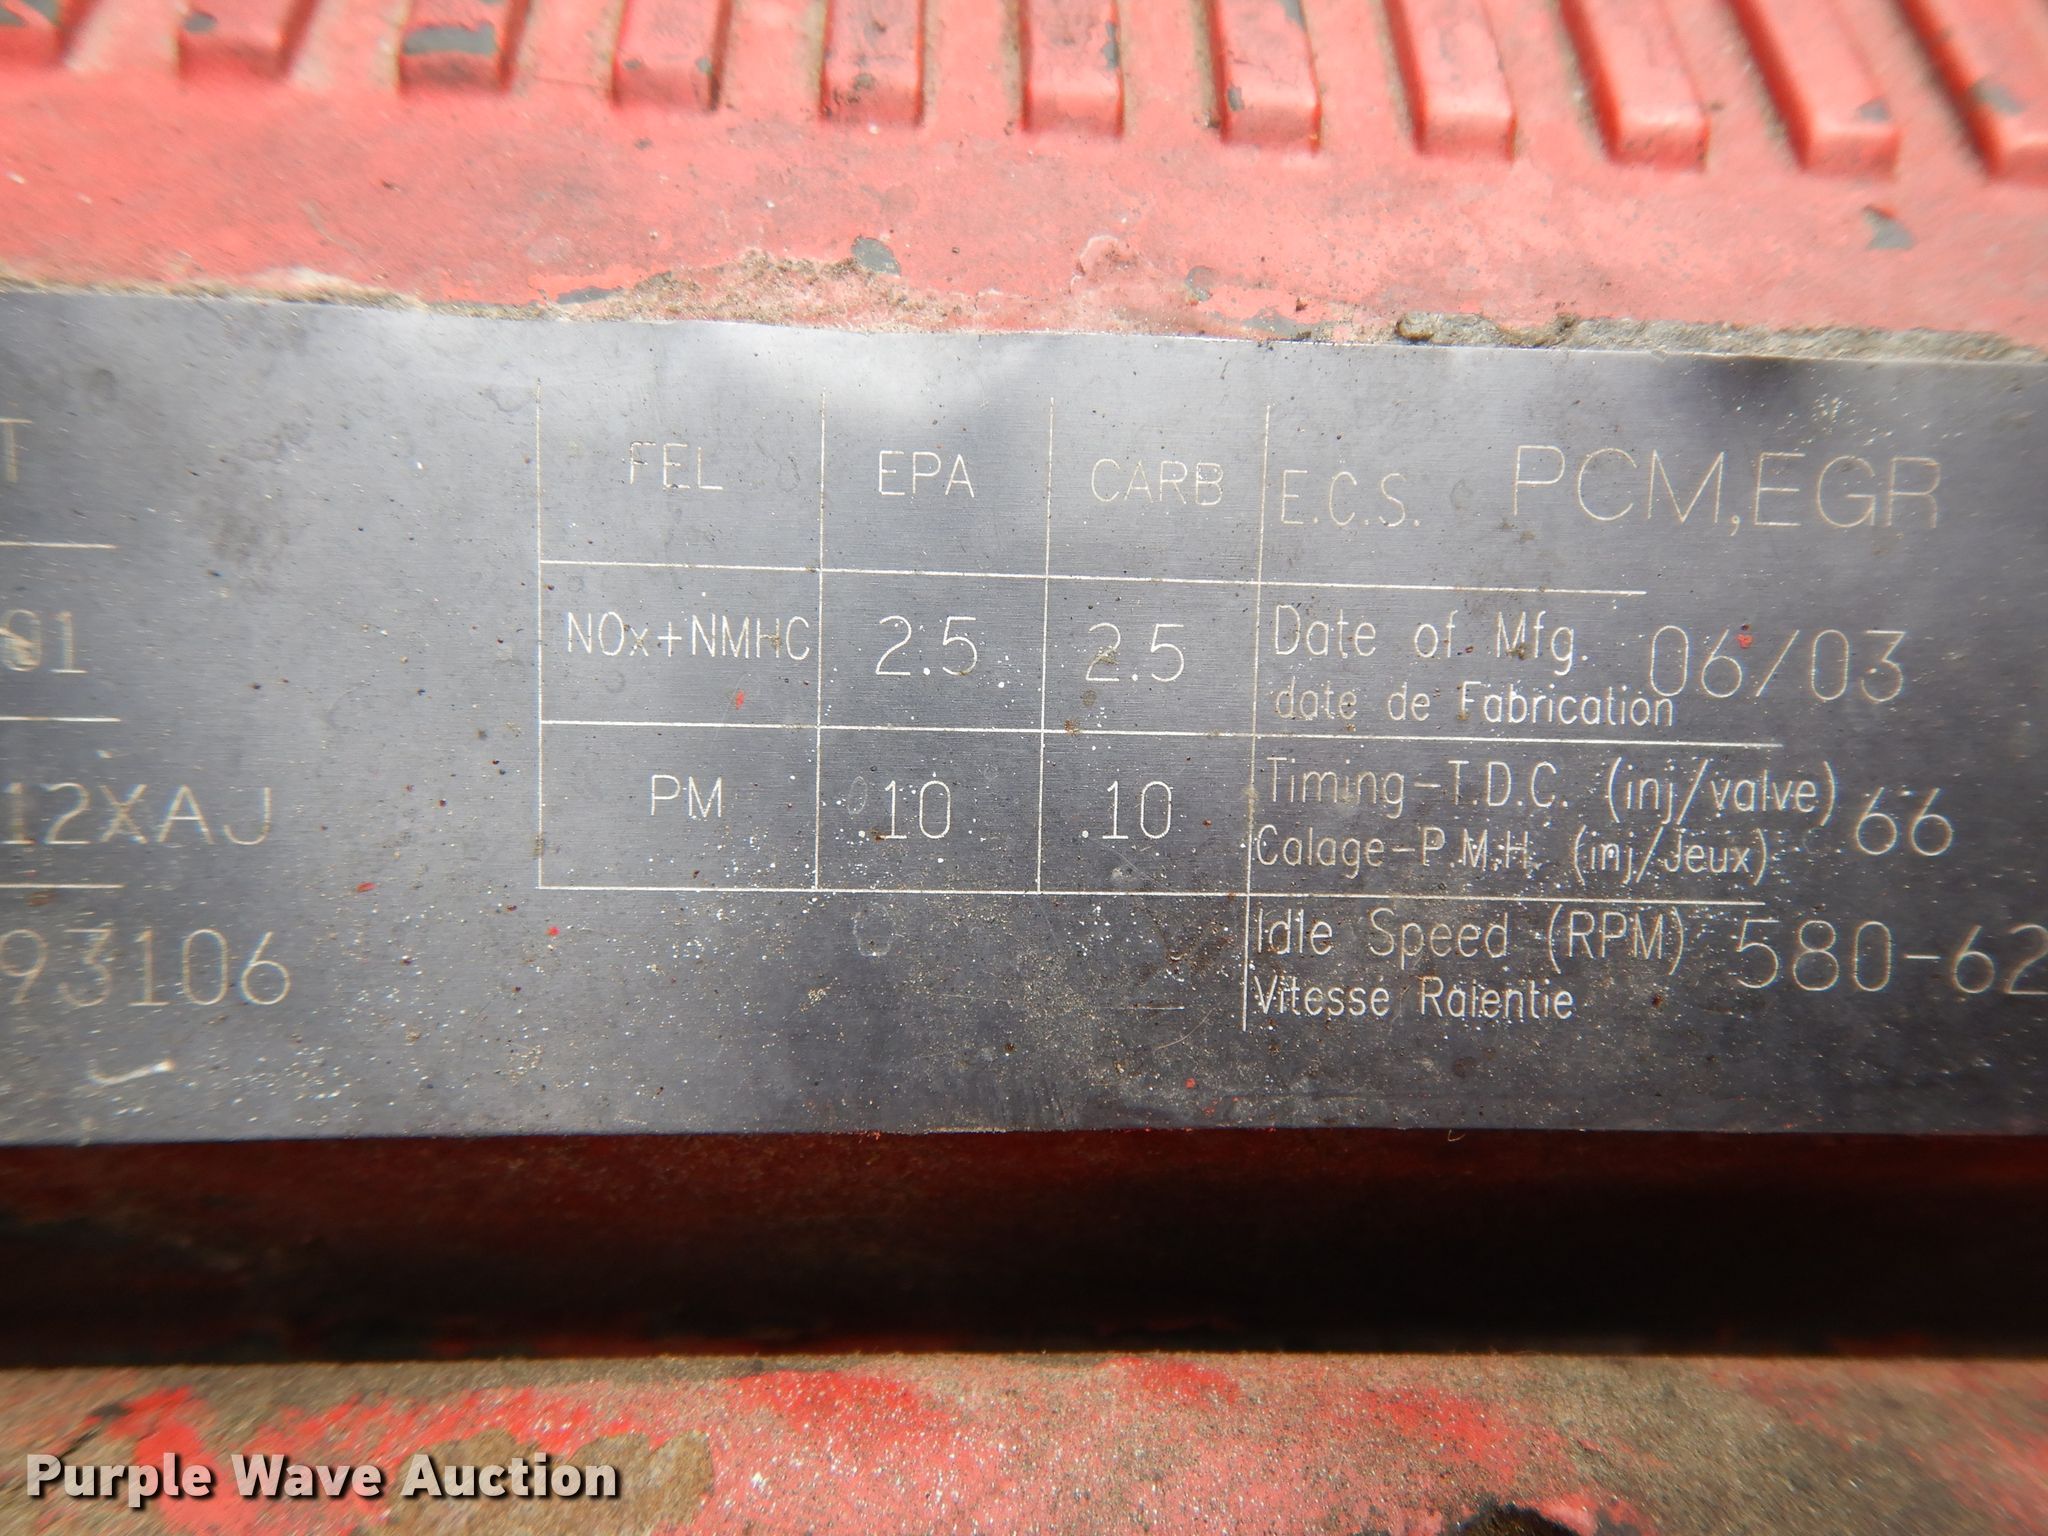 T
FEL EPA CARB E.C.S. PCM,EGR
01
NOx+NMHC 2.5 2.5 Date of Mfg. 06/03
date de Fabrication
12XAJ
PM .10 .10 Timing-T.D.C. (inj/valve) 66
Calage-P.M.H. (inj/Jeux)
93106
Idle Speed (RPM) 580-62
Vitesse Ralentie
Purple Wave Auction